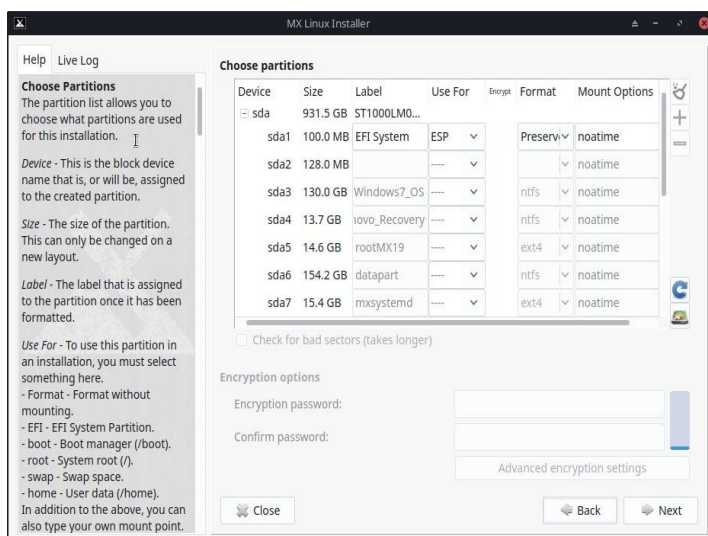 MX Linux Installer
Help Live Log
Choose Partitions
The partition list allows you to
choose what partitions are used
for this installation.
Device - This is the block device
name that is, or will be, assigned
to the created partition.
Size - The size of the partition.
This can only be changed on a
new layout.
Label - The label that is assigned
to the partition once it has been
formatted.
Use For - To use this partition in
an installation, you must select
something here.
- Format - Format without
mounting.
- EFI - EFI System Partition.
- boot - Boot manager (/boot).
- root - System root (/).
- swap - Swap space.
- home - User data (/home).
In addition to the above, you can
also type your own mount point.
Choose partitions
Device Size Label Use For Encrypt Format Mount Options
sda 931.5 GB ST1000LM0...
sda1 100.0 MB EFI System ESP Preserv noatime
sda2 128.0 MB ---- noatime
sda3 130.0 GB Windows7_OS ---- ntfs noatime
sda4 13.7 GB novo_Recovery ---- ntfs noatime
sda5 14.6 GB rootMX19 ---- ext4 noatime
sda6 154.2 GB datapart ---- ntfs noatime
sda7 15.4 GB mxsystemd ---- ext4 noatime
Check for bad sectors (takes longer)
Encryption options
Encryption password:
Confirm password:
Advanced encryption settings
Close Back Next